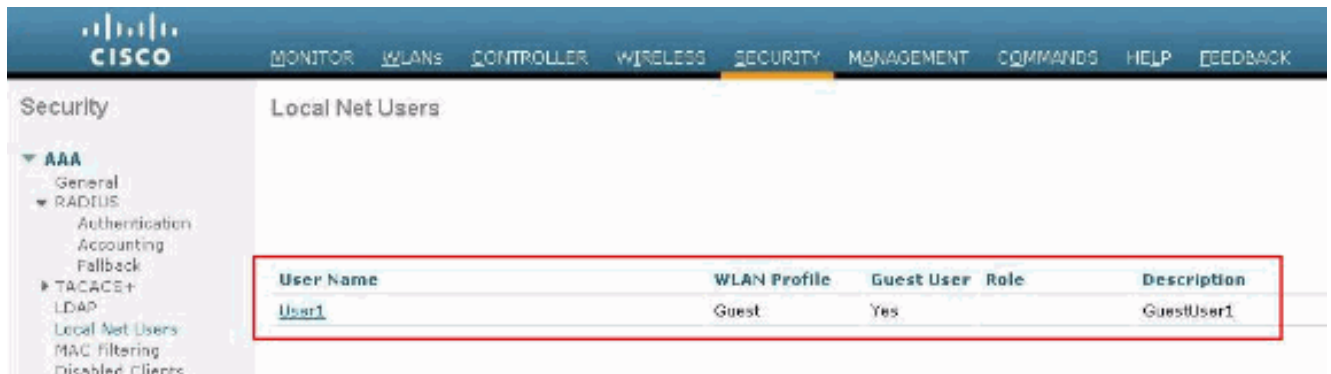 CISCO
MONITOR WLANs CONTROLLER WIRELESS SECURITY MANAGEMENT COMMANDS HELP FEEDBACK
Security
AAA
General
RADIUS
Authentication
Accounting
Fallback
TACACS+
LDAP
Local Net Users
MAC Filtering
Disabled Clients
Local Net Users
User Name WLAN Profile Guest User Role Description
User1 Guest Yes GuestUser1